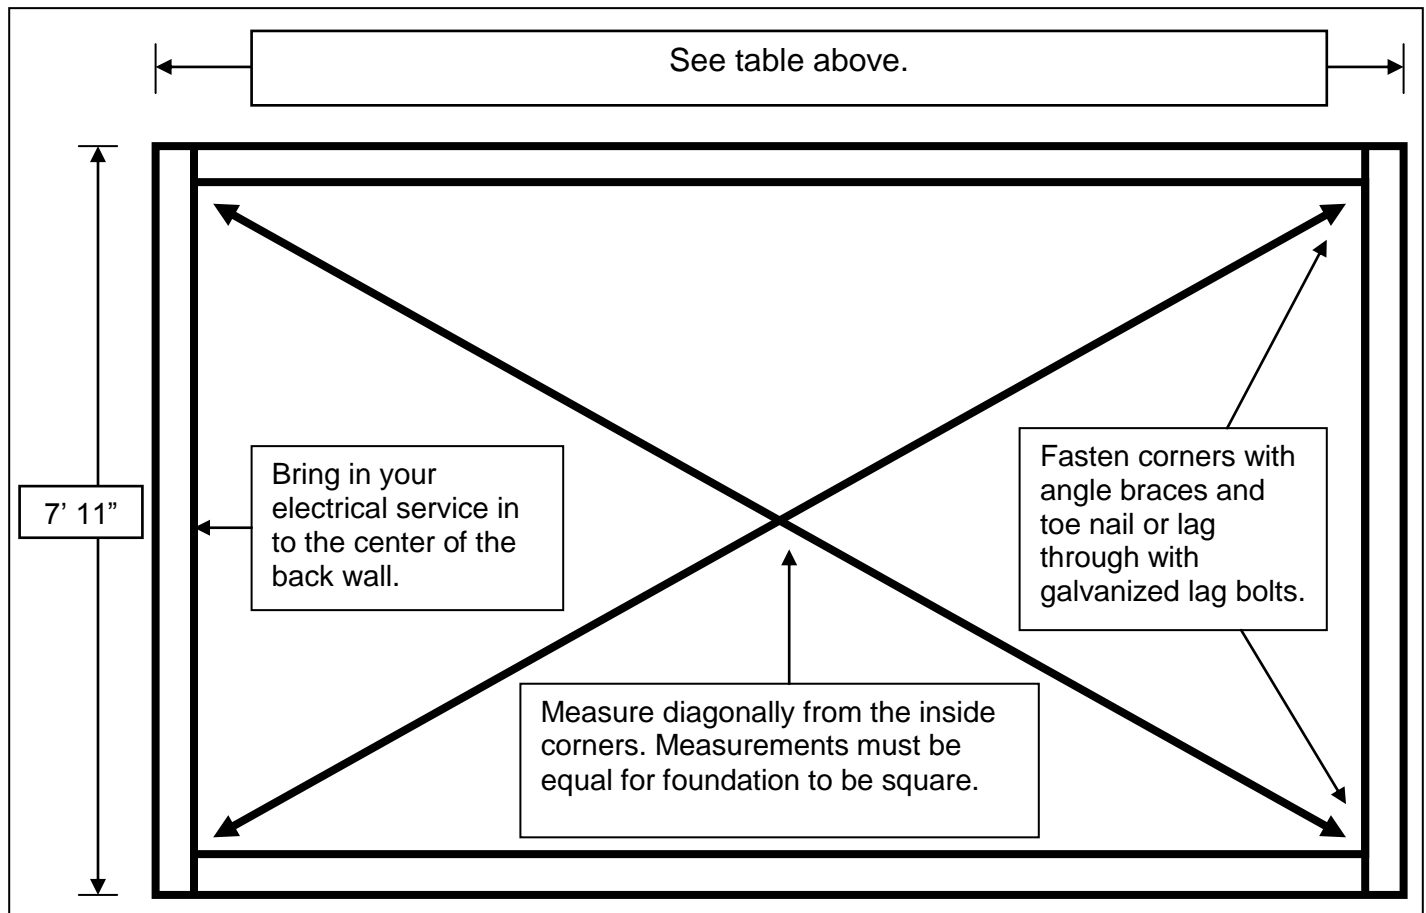 See table above.
Bring in your
electrical service in
to the center of the
back wall.
7’ 11”
Fasten corners with
angle braces and
toe nail or lag
through with
galvanized lag bolts.
Measure diagonally from the inside
corners. Measurements must be
equal for foundation to be square.